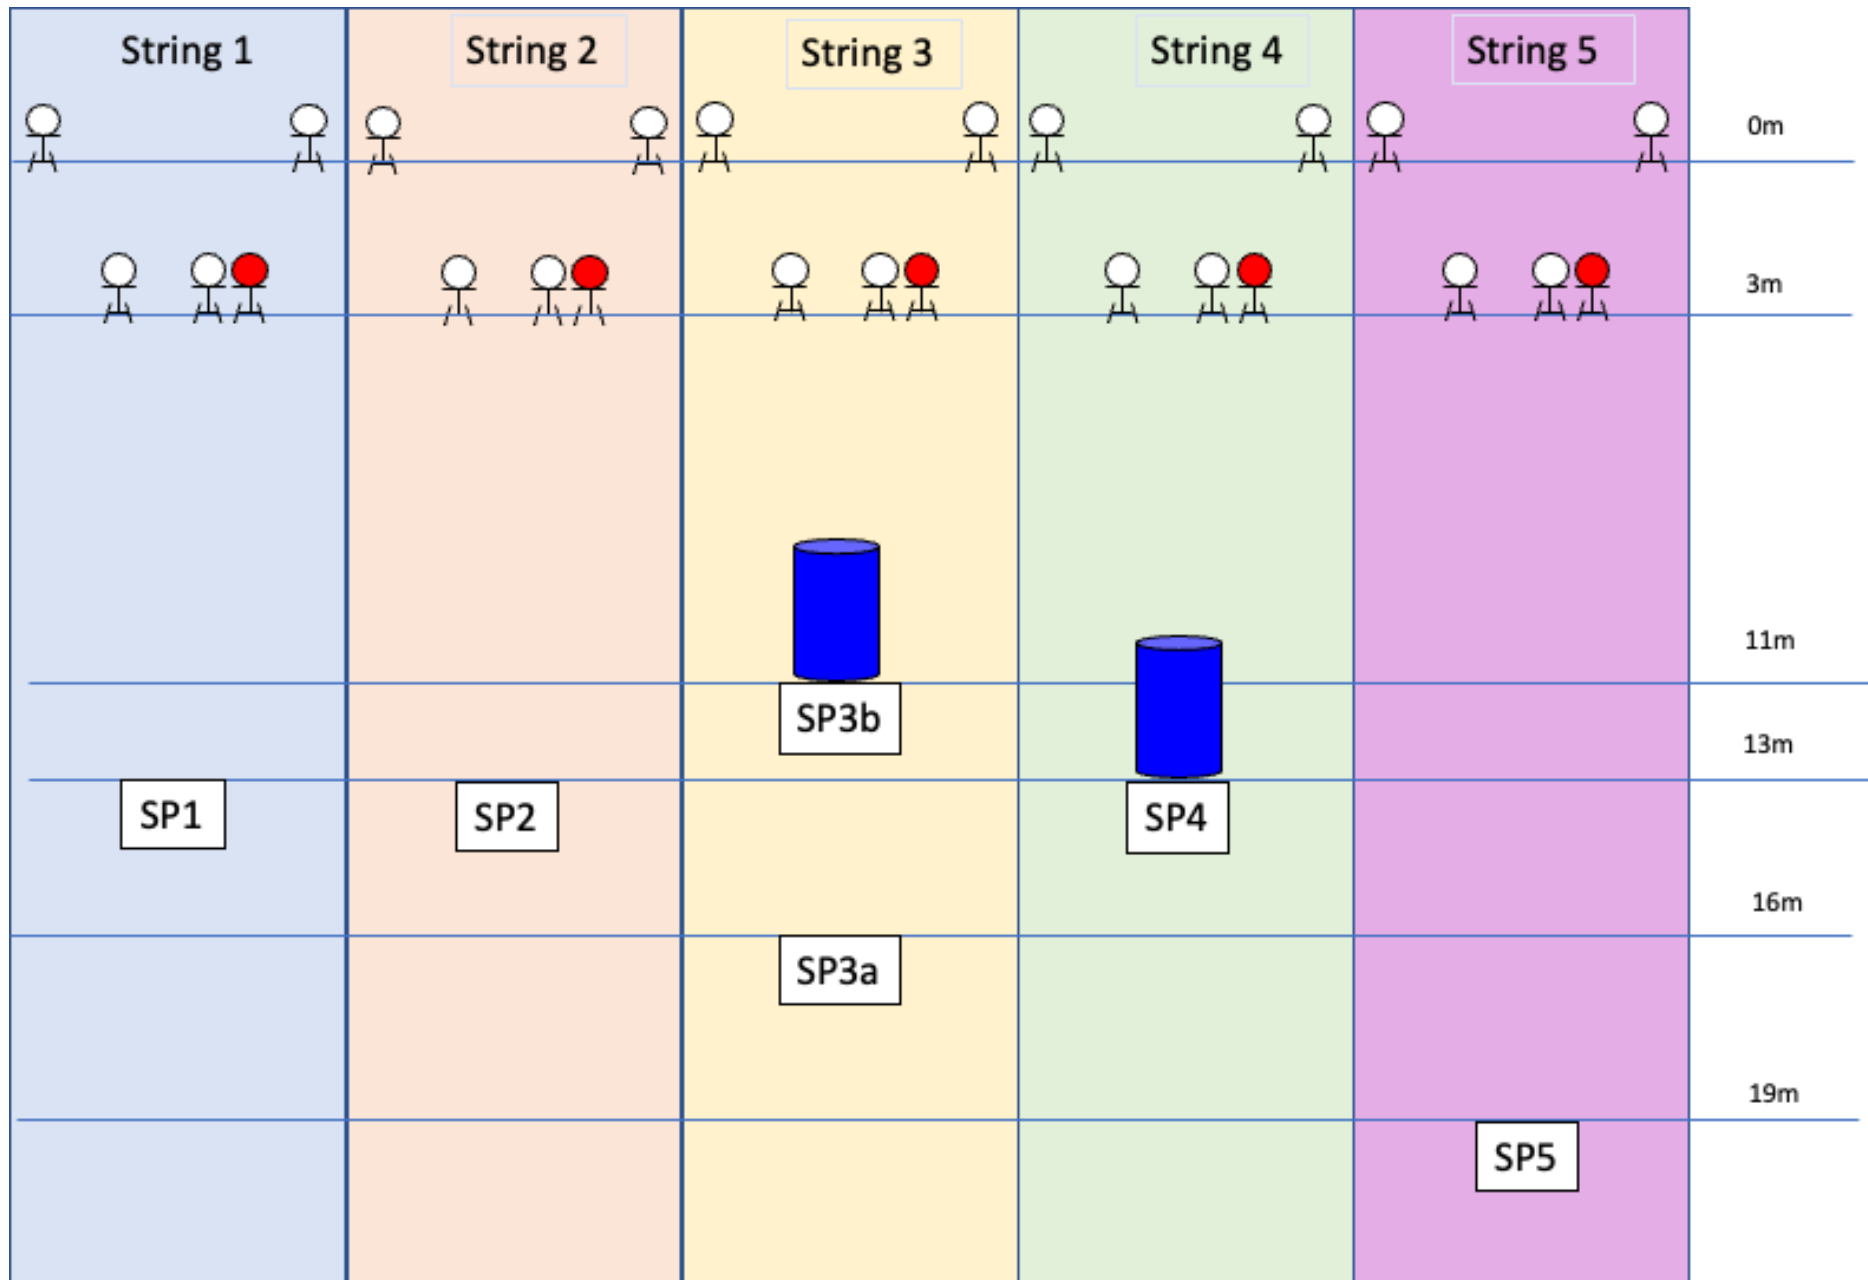 String 1
String 2
String 3
String 4
String 5
0m
3m
11m
SP3b
13m
SP1
SP2
SP4
16m
SP3a
19m
SP5